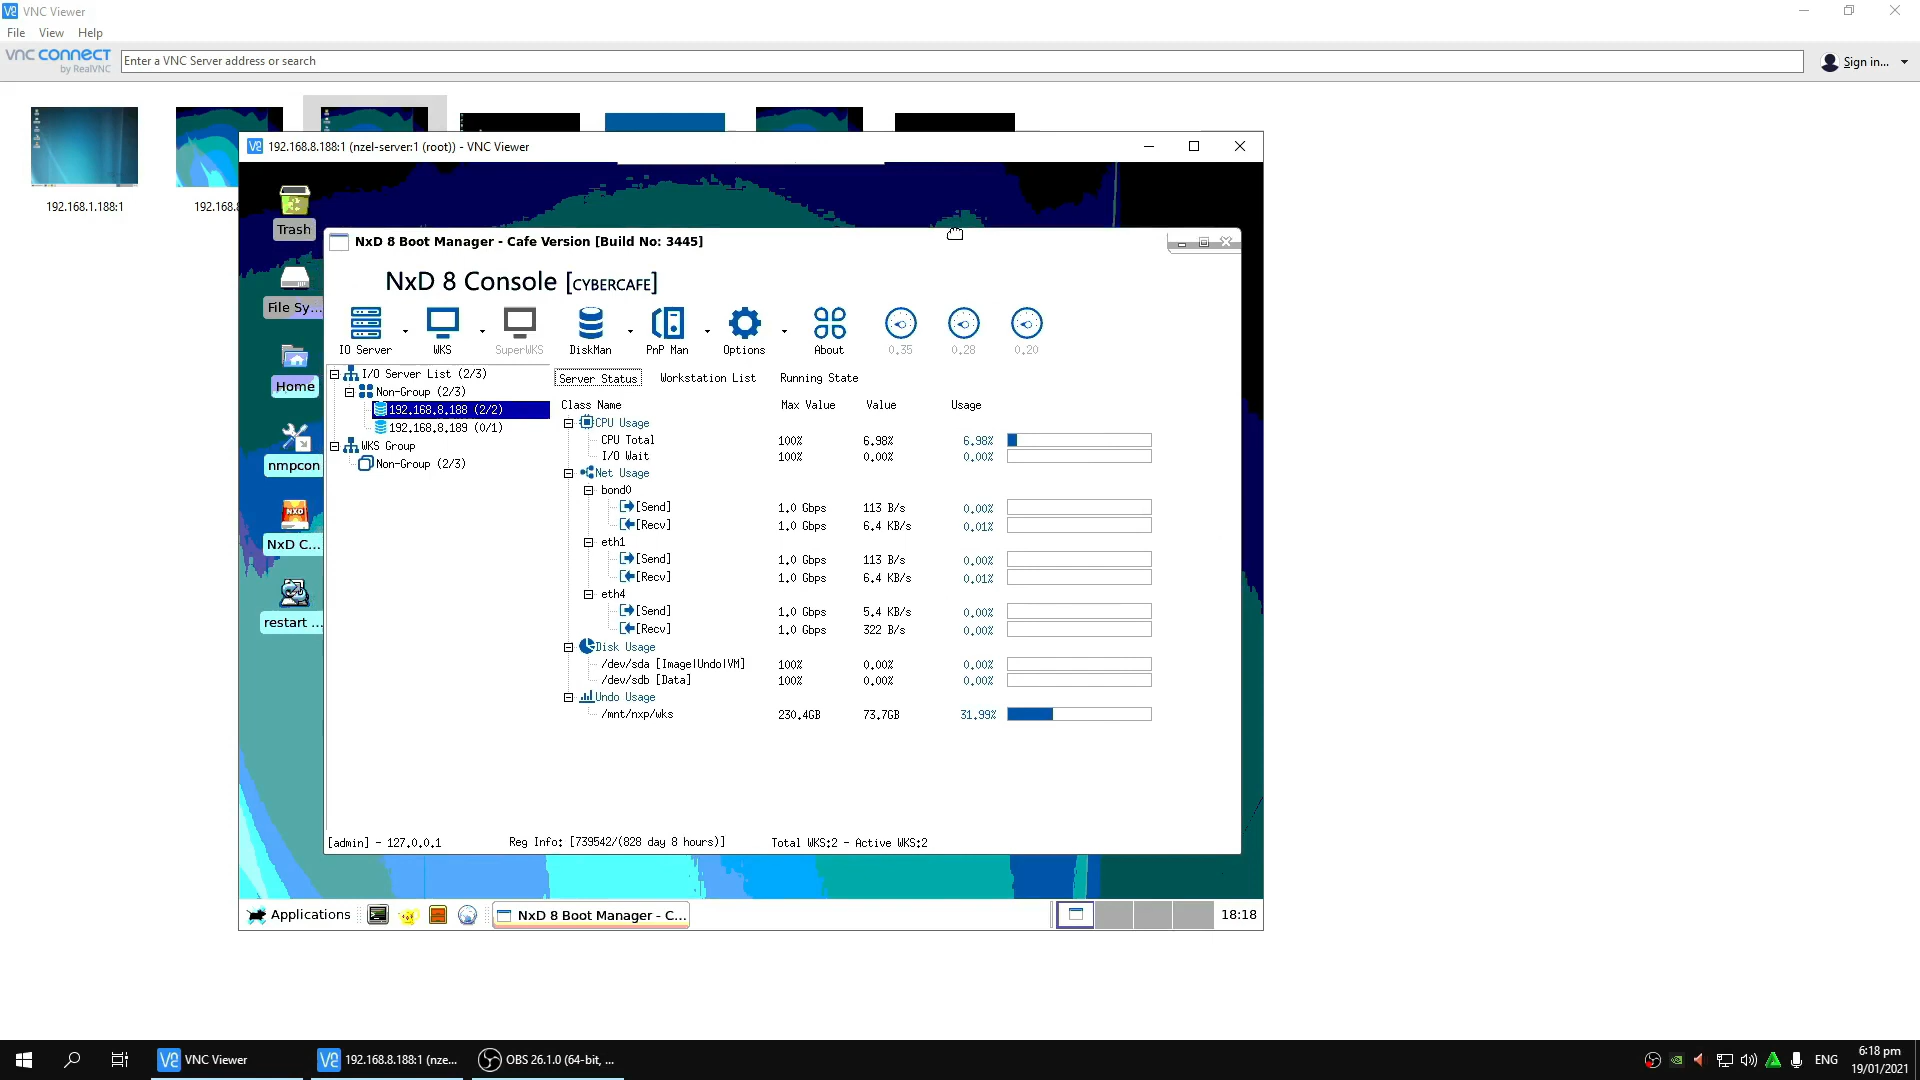 VNC Viewer
File View Help
VNC CONNECT
by RealVNC
Enter a VNC Server address or search
Sign in...
192.168.1.188:1
192.168.8
192.168.8.188:1 (nzel-server:1 (root)) - VNC Viewer
Trash
File Sy...
Home
nmpcon
NXD
NxD C...
restart ...
NxD 8 Boot Manager - Cafe Version [Build No: 3445]
NxD 8 Console [CYBERCAFE]
IO Server WKS SuperWKS DiskMan PnP Man Options About 0.35 0.28 0.20
I/O Server List (2/3)
Non-Group (2/3)
192.168.8.188 (2/2)
192.168.8.189 (0/1)
WKS Group
Non-Group (2/3)
Server Status Workstation List Running State
Class Name Max Value Value Usage
CPU Usage
CPU Total 100% 6.98% 6.98%
I/O Wait 100% 0.00% 0.00%
Net Usage
bond0
[Send] 1.0 Gbps 113 B/s 0.00%
[Recv] 1.0 Gbps 6.4 KB/s 0.01%
eth1
[Send] 1.0 Gbps 113 B/s 0.00%
[Recv] 1.0 Gbps 6.4 KB/s 0.01%
eth4
[Send] 1.0 Gbps 5.4 KB/s 0.00%
[Recv] 1.0 Gbps 322 B/s 0.00%
Disk Usage
/dev/sda [Image|Undo|VM] 100% 0.00% 0.00%
/dev/sdb [Data] 100% 0.00% 0.00%
Undo Usage
/mnt/nxp/wks 230.4GB 73.7GB 31.99%
[admin] - 127.0.0.1 Reg Info: [739542/(828 day 8 hours)] Total WKS:2 - Active WKS:2
Applications NxD 8 Boot Manager - C... 18:18
VNC Viewer 192.168.8.188:1 (nze... OBS 26.1.0 (64-bit, ... ENG 6:18 pm
19/01/2021